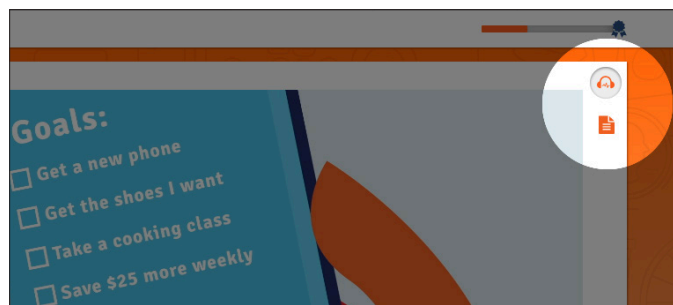 Goals:
Get a new phone
Get the shoes I want
Take a cooking class
Save $25 more weekly